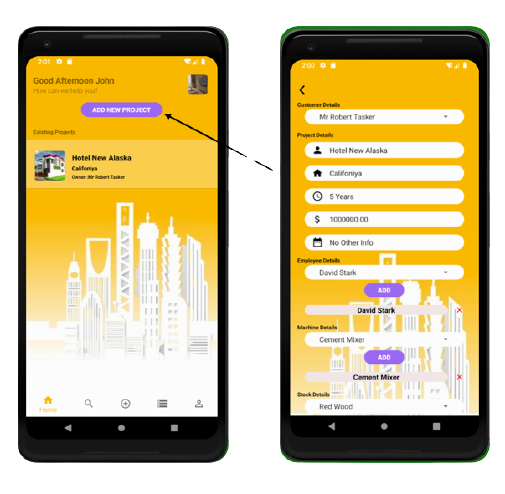 2:01
Good Afternoon John
How can we help you?
ADD NEW PROJECT
Existing Projects
Hotel New Alaska
Califoniya
Owner :Mr Robert Tasker
Home
2:00
Customer Details
Mr Robert Tasker
Project Details
Hotel New Alaska
Califoniya
5 Years
$ 1000000.00
No Other Info
Employee Details
David Stark
ADD
David Stark X
Machine Details
Cement Mixer
ADD
Cement Mixer X
Stock Details
Red Wood